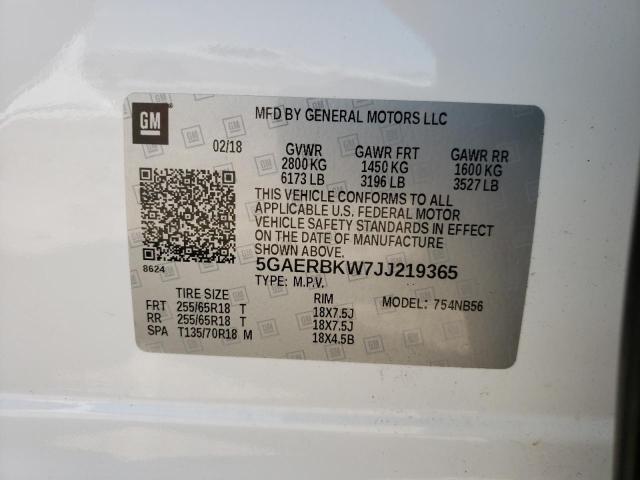 GM
MFD BY GENERAL MOTORS LLC
02/18 GVWR GAWR FRT GAWR RR
2800 KG 1450 KG 1600 KG
6173 LB 3196 LB 3527 LB
THIS VEHICLE CONFORMS TO ALL
APPLICABLE U.S. FEDERAL MOTOR
VEHICLE SAFETY STANDARDS IN EFFECT
ON THE DATE OF MANUFACTURE
SHOWN ABOVE.
8624
5GAERBKW7JJ219365
TYPE: M.P.V.
TIRE SIZE RIM MODEL: 754NB56
FRT 255/65R18 T 18X7.5J
RR 255/65R18 T 18X7.5J
SPA T135/70R18 M 18X4.5B